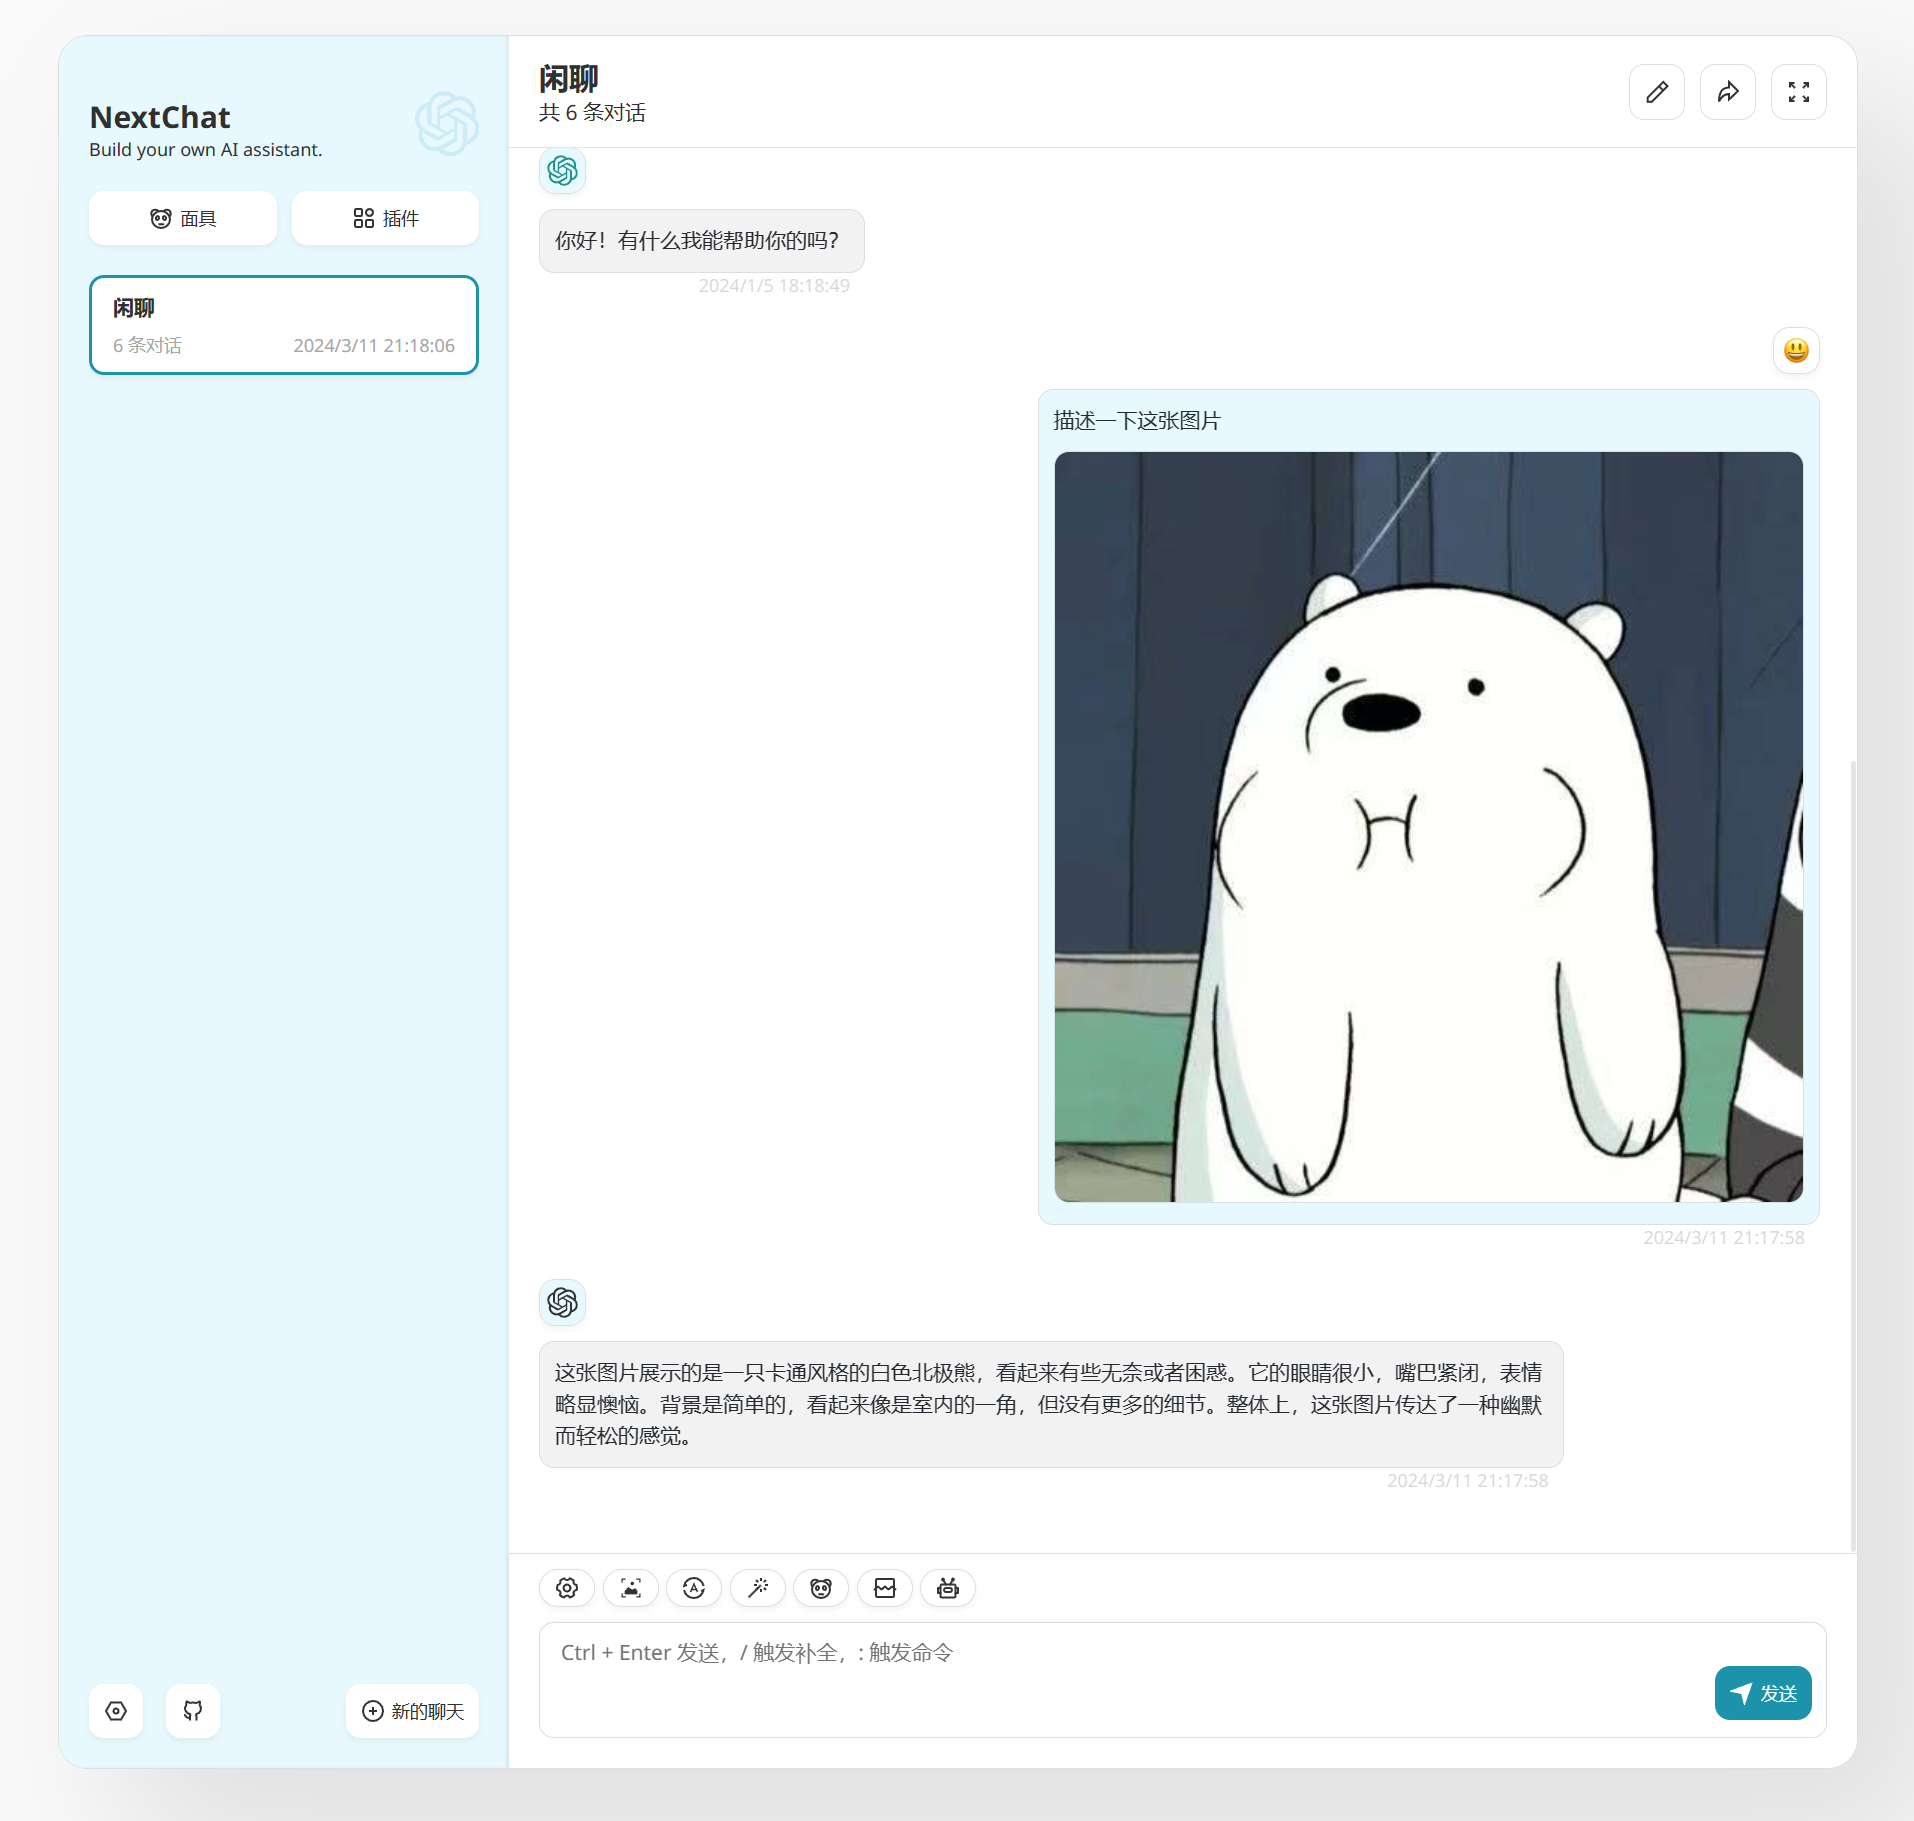 NextChat
Build your own AI assistant.
面具
插件
闲聊
6 条对话
2024/3/11 21:18:06
新的聊天
闲聊
共 6 条对话
你好！有什么我能帮助你的吗？
2024/1/5 18:18:49
描述一下这张图片
2024/3/11 21:17:58
这张图片展示的是一只卡通风格的白色北极熊，看起来有些无奈或者困惑。它的眼睛很小，嘴巴紧闭，表情
略显懊恼。背景是简单的，看起来像是室内的一角，但没有更多的细节。整体上，这张图片传达了一种幽默
而轻松的感觉。
2024/3/11 21:17:58
Ctrl + Enter 发送，/ 触发补全，: 触发命令
发送